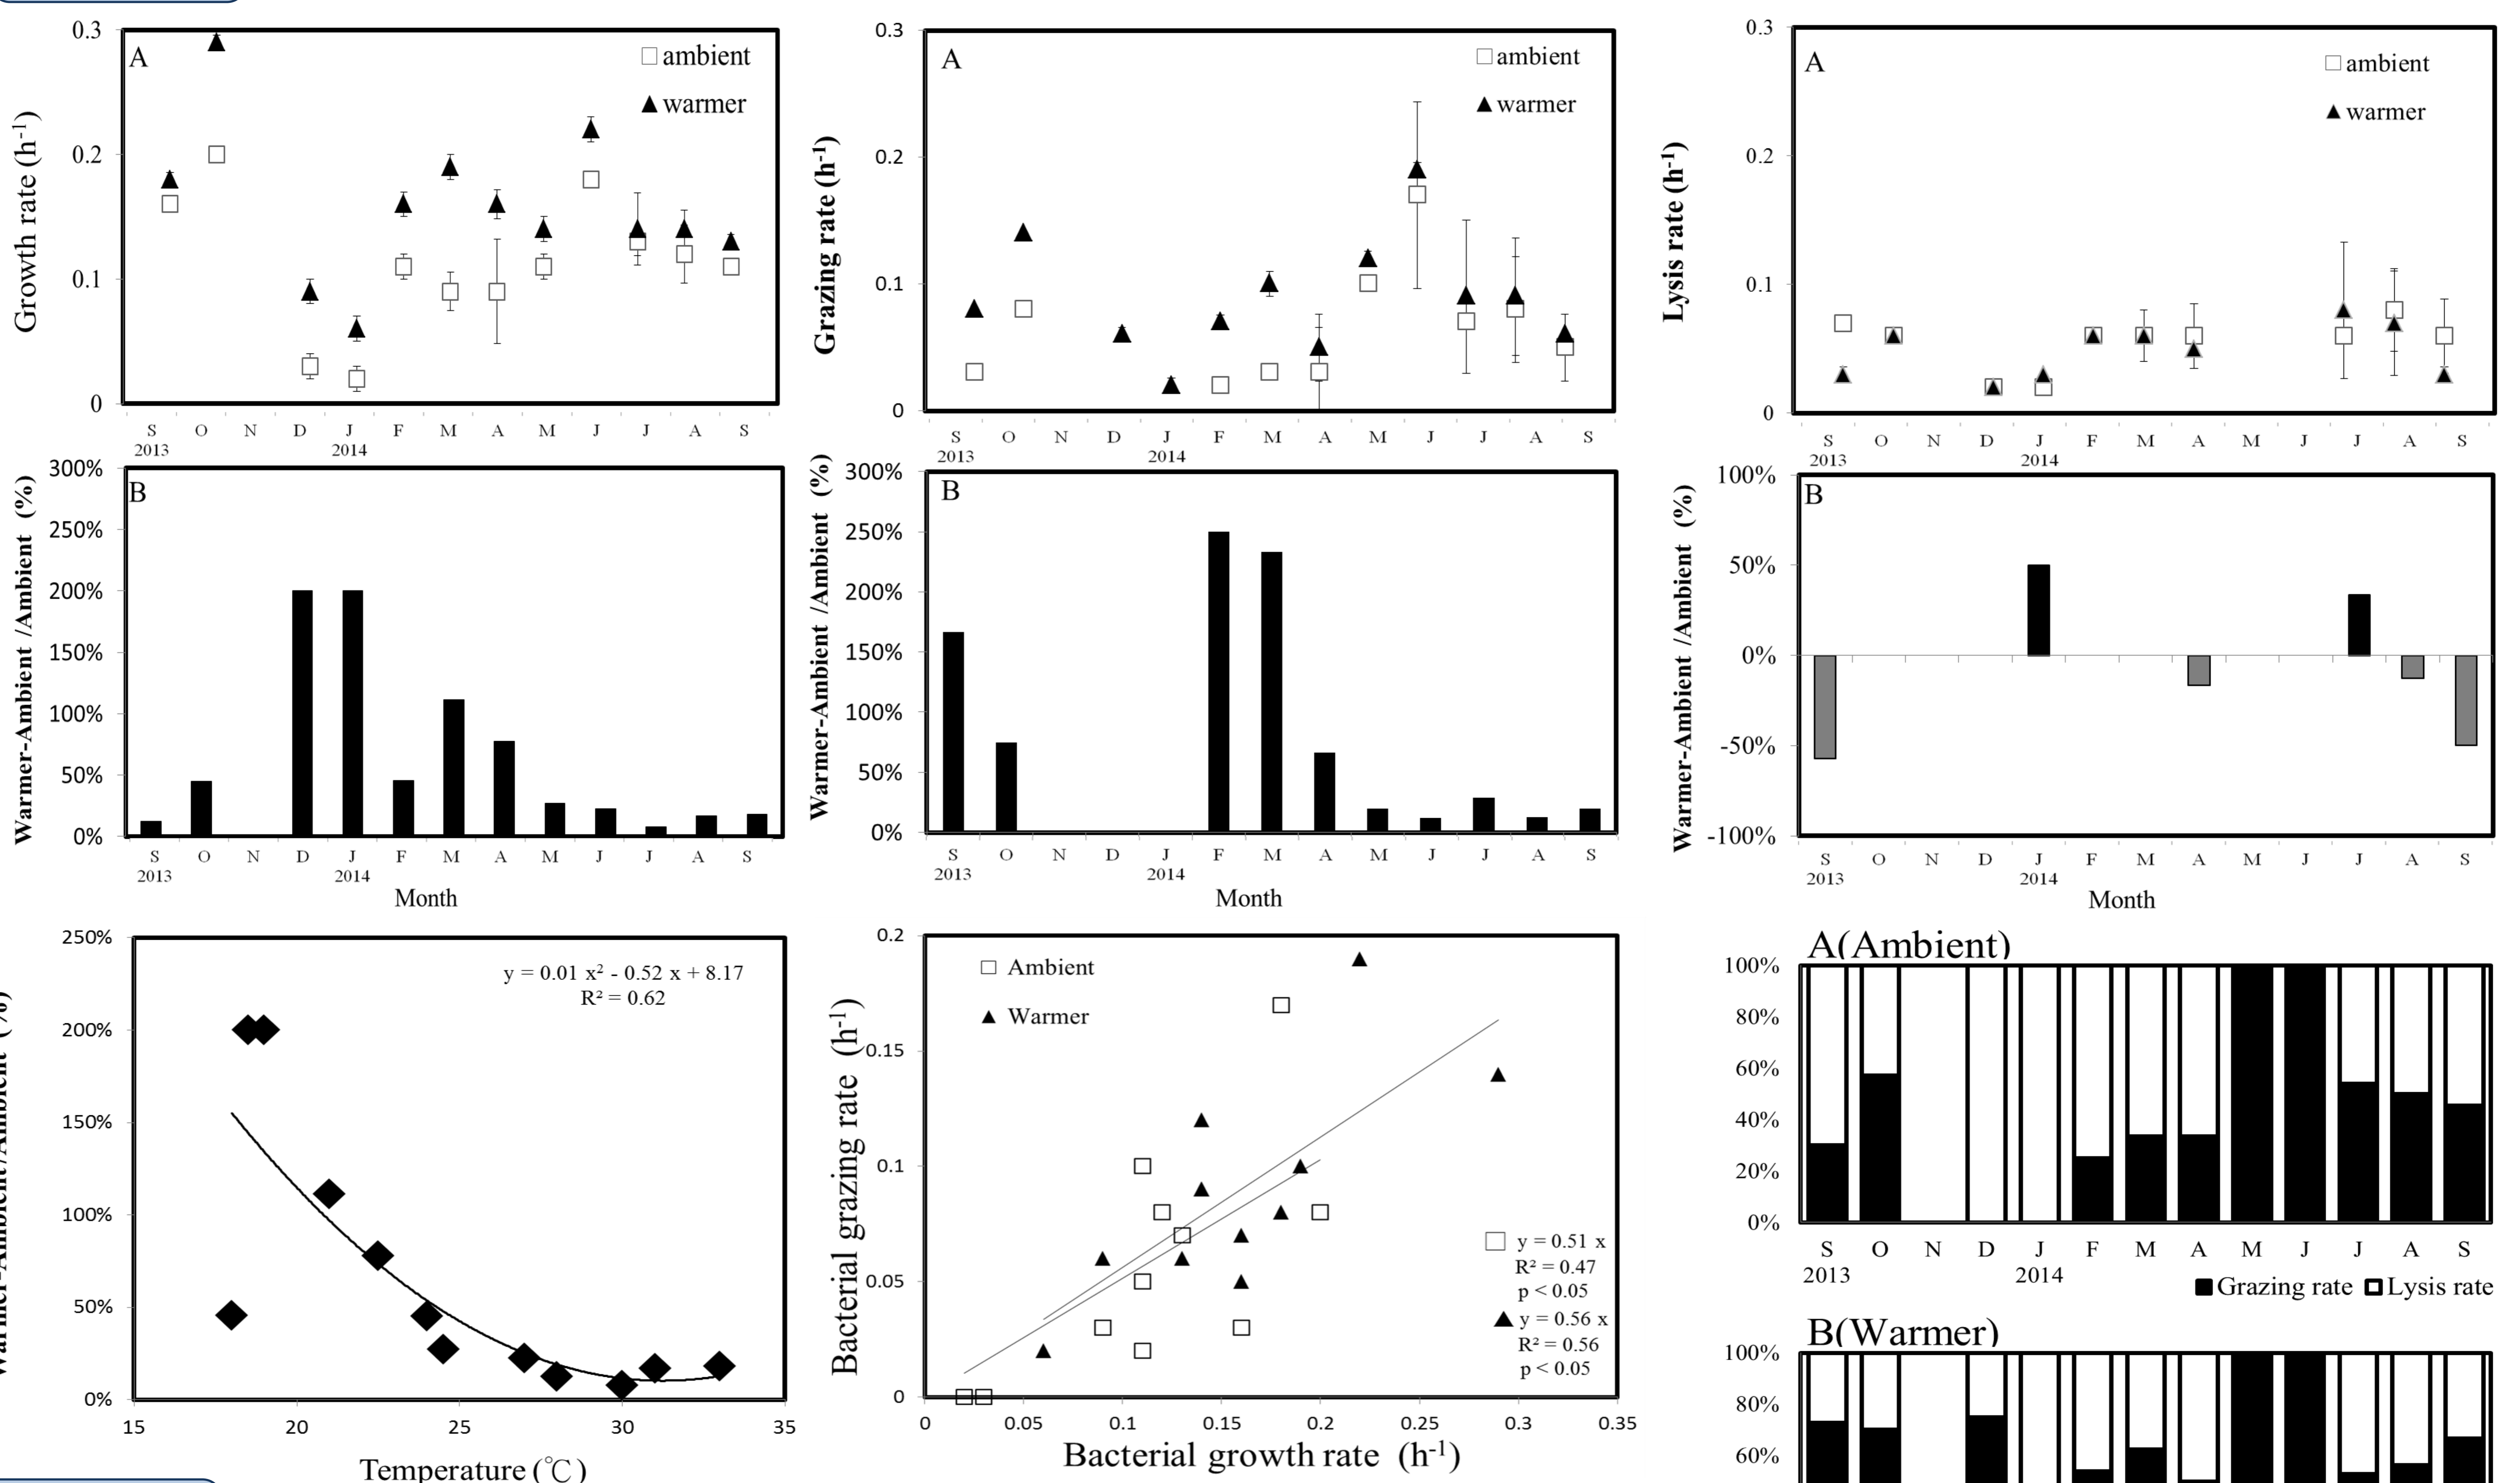 0.3
A
□ ambient
▲ warmer
Growth rate (h⁻¹)
0.2
0.1
0
S O N D J F M A M J J A S
2013 2014
300%
B
250%
200%
150%
100%
50%
0%
Warmer-Ambient /Ambient (%)
S O N D J F M A M J J A S
2013 2014
Month
0.3
A
□ ambient
▲ warmer
Grazing rate (h⁻¹)
0.2
0.1
0
S O N D J F M A M J J A S
2013 2014
300%
B
250%
200%
150%
100%
50%
0%
Warmer-Ambient /Ambient (%)
S O N D J F M A M J J A S
2013 2014
Month
0.3
A
□ ambient
▲ warmer
Lysis rate (h⁻¹)
0.2
0.1
0
S O N D J F M A M J J A S
2013 2014
100%
B
50%
0%
-50%
-100%
Warmer-Ambient /Ambient (%)
S O N D J F M A M J J A S
2013 2014
Month
250%
200%
150%
100%
50%
0%
Warmer-Ambient /Ambient (%)
y = 0.01 x² - 0.52 x + 8.17
R² = 0.62
15 20 25 30 35
Temperature (℃)
0.2
0.15
0.1
0.05
0
Bacterial grazing rate (h⁻¹)
□ Ambient
▲ Warmer
□ y = 0.51 x
R² = 0.47
p < 0.05
▲ y = 0.56 x
R² = 0.56
p < 0.05
0 0.05 0.1 0.15 0.2 0.25 0.3 0.35
Bacterial growth rate (h⁻¹)
A(Ambient)
100%
80%
60%
40%
20%
0%
S O N D J F M A M J J A S
2013 2014
■ Grazing rate □ Lysis rate
B(Warmer)
100%
80%
60%